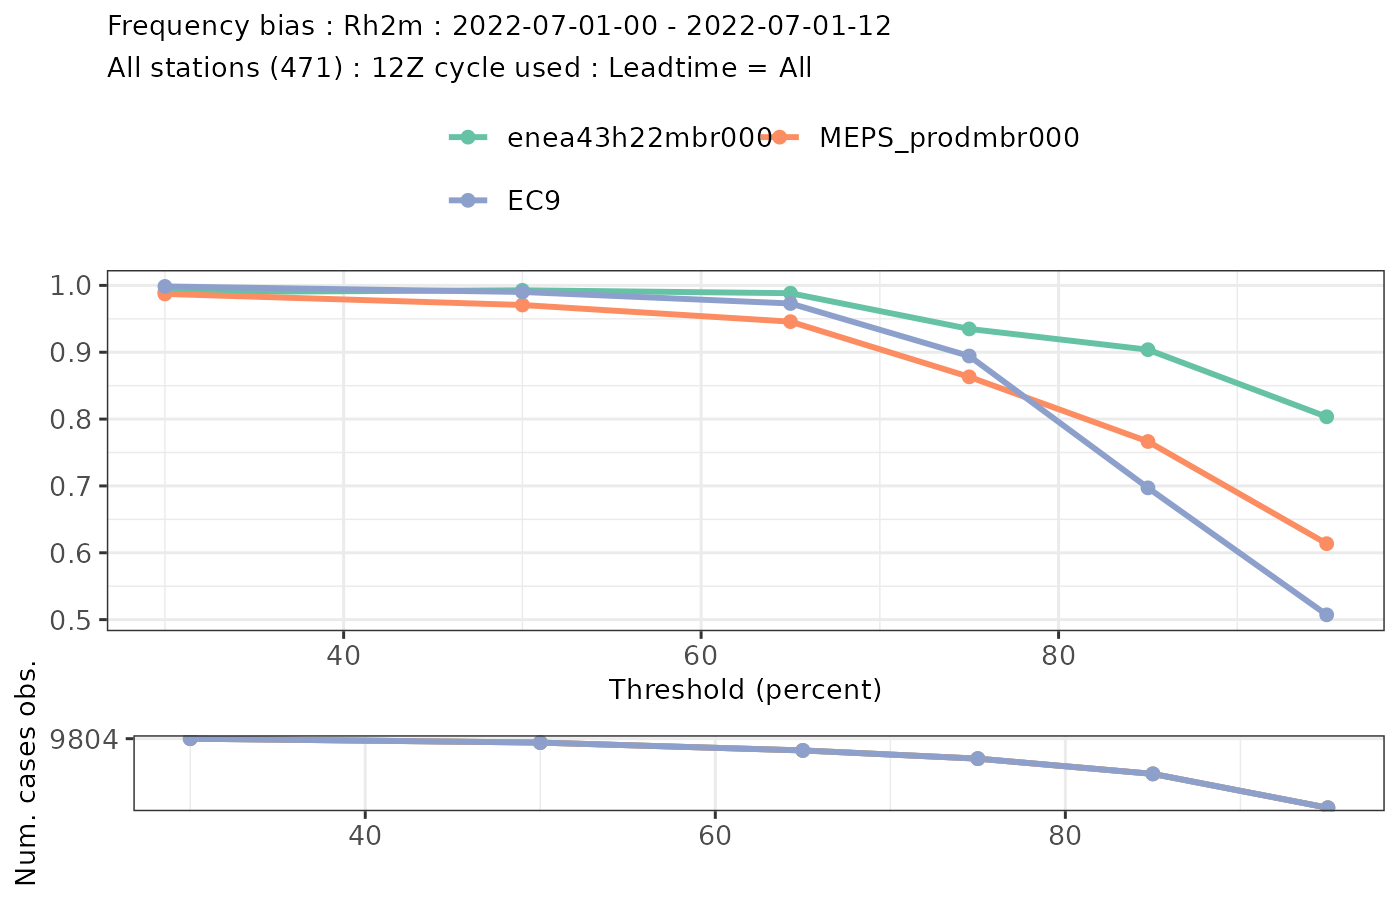 Frequency bias : Rh2m : 2022-07-01-00 - 2022-07-01-12
All stations (471) : 12Z cycle used : Leadtime = All
enea43h22mbr000 MEPS_prodmbr000
EC9
1.0
0.9
0.8
0.7
0.6
0.5
40 60 80
Threshold (percent)
Num. cases obs.
9804
40 60 80